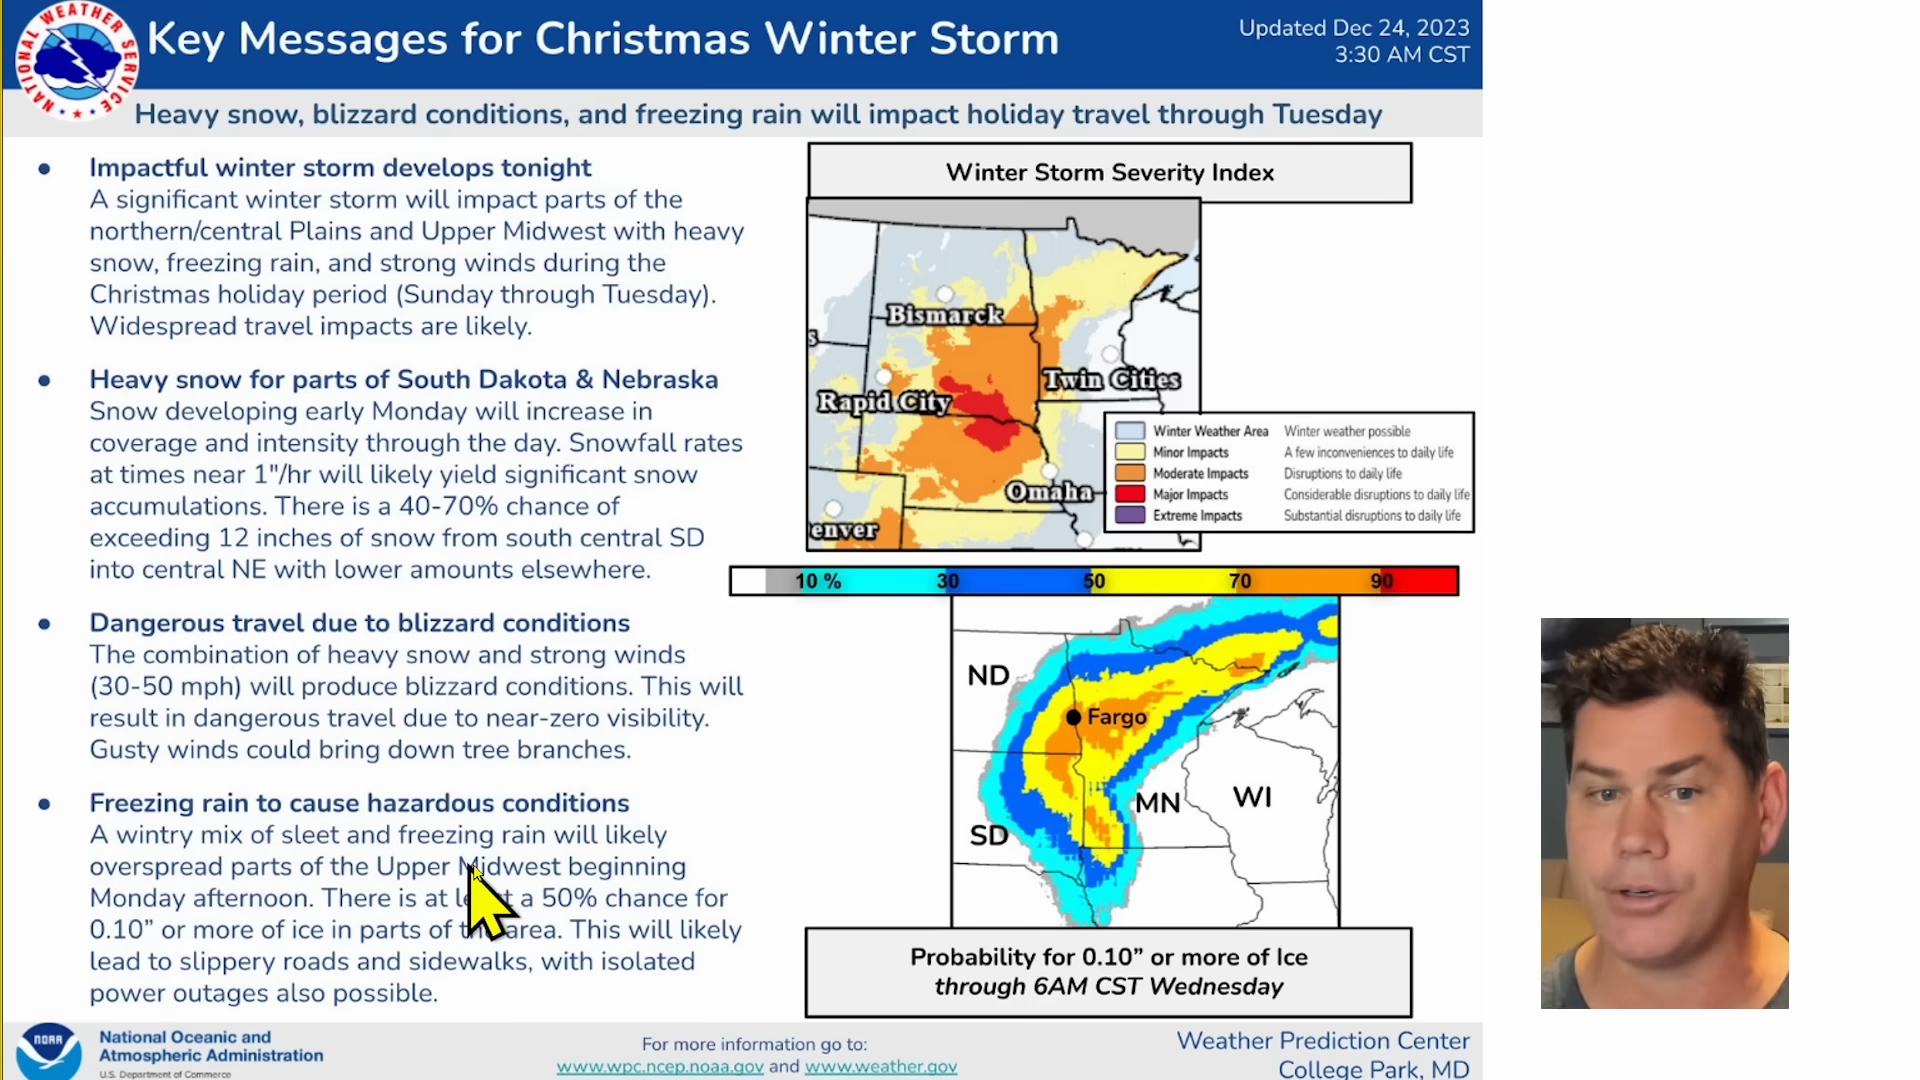 NATIONAL WEATHER SERVICE
Key Messages for Christmas Winter Storm
Updated Dec 24, 2023
3:30 AM CST
Heavy snow, blizzard conditions, and freezing rain will impact holiday travel through Tuesday
● Impactful winter storm develops tonight
A significant winter storm will impact parts of the
northern/central Plains and Upper Midwest with heavy
snow, freezing rain, and strong winds during the
Christmas holiday period (Sunday through Tuesday).
Widespread travel impacts are likely.
● Heavy snow for parts of South Dakota & Nebraska
Snow developing early Monday will increase in
coverage and intensity through the day. Snowfall rates
at times near 1"/hr will likely yield significant snow
accumulations. There is a 40-70% chance of
exceeding 12 inches of snow from south central SD
into central NE with lower amounts elsewhere.
● Dangerous travel due to blizzard conditions
The combination of heavy snow and strong winds
(30-50 mph) will produce blizzard conditions. This will
result in dangerous travel due to near-zero visibility.
Gusty winds could bring down tree branches.
● Freezing rain to cause hazardous conditions
A wintry mix of sleet and freezing rain will likely
overspread parts of the Upper Midwest beginning
Monday afternoon. There is at least a 50% chance for
0.10” or more of ice in parts of the area. This will likely
lead to slippery roads and sidewalks, with isolated
power outages also possible.
Winter Storm Severity Index
Bismarck
s
Twin Cities
Rapid City
Omaha
enver
Winter Weather Area Winter weather possible
Minor Impacts A few inconveniences to daily life
Moderate Impacts Disruptions to daily life
Major Impacts Considerable disruptions to daily life
Extreme Impacts Substantial disruptions to daily life
10 % 30 50 70 90
ND
Fargo
MN
WI
SD
Probability for 0.10” or more of Ice
through 6AM CST Wednesday
NOAA
National Oceanic and
Atmospheric Administration
U.S. Department of Commerce
For more information go to:
www.wpc.ncep.noaa.gov and www.weather.gov
Weather Prediction Center
College Park, MD